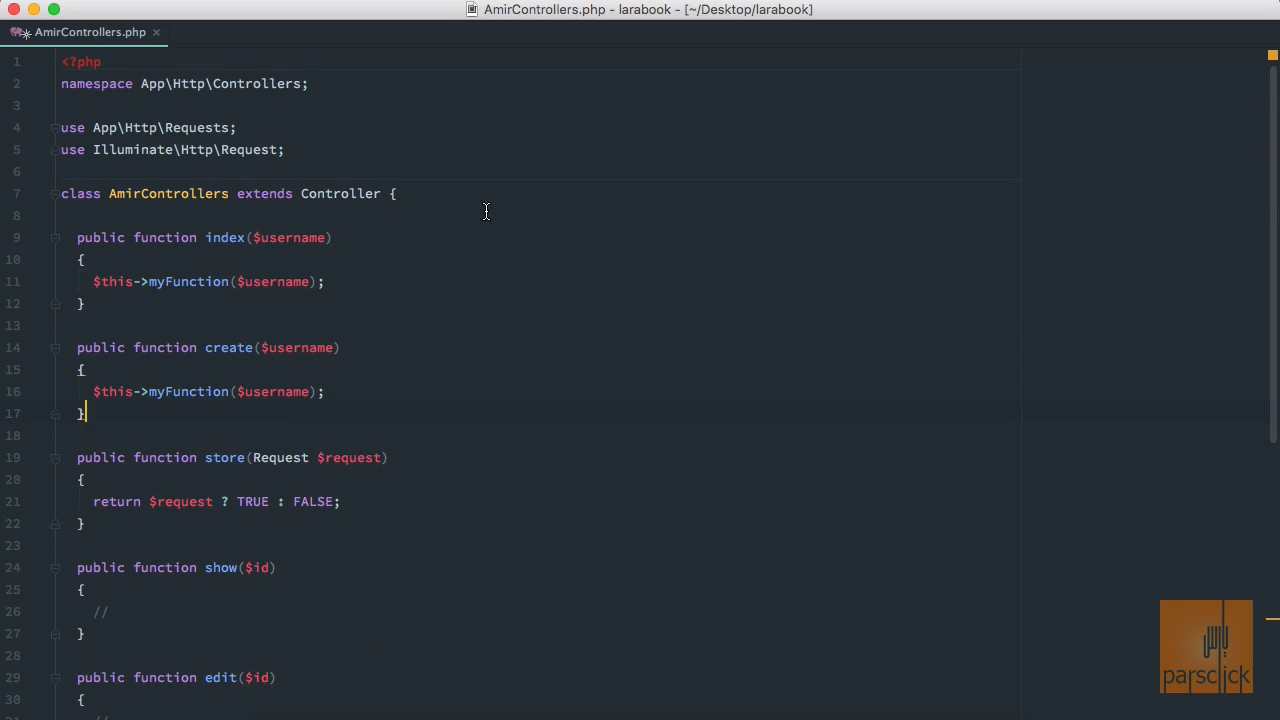 AmirControllers.php - larabook - [~/Desktop/larabook]
AmirControllers.php
1 <?php
2 namespace App\Http\Controllers;
3
4 use App\Http\Requests;
5 use Illuminate\Http\Request;
6
7 class AmirControllers extends Controller {
8
9 public function index($username)
10 {
11 $this->myFunction($username);
12 }
13
14 public function create($username)
15 {
16 $this->myFunction($username);
17 }
18
19 public function store(Request $request)
20 {
21 return $request ? TRUE : FALSE;
22 }
23
24 public function show($id)
25 {
26 //
27 }
28
29 public function edit($id)
30 {
//
پارس
parsclick